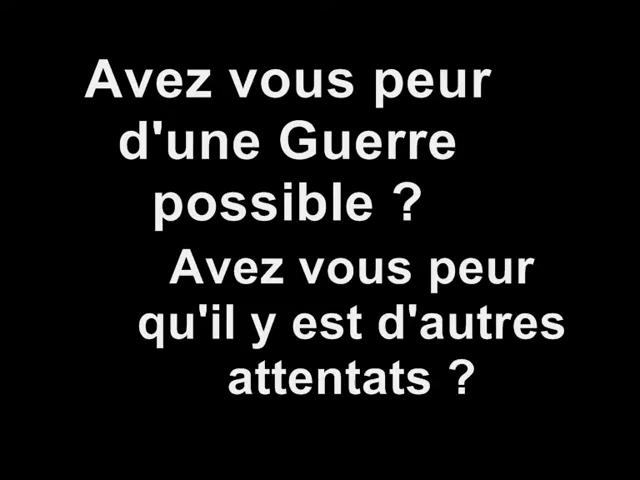 Avez vous peur
d'une Guerre
possible ?
Avez vous peur
qu'il y est d'autres
attentats ?